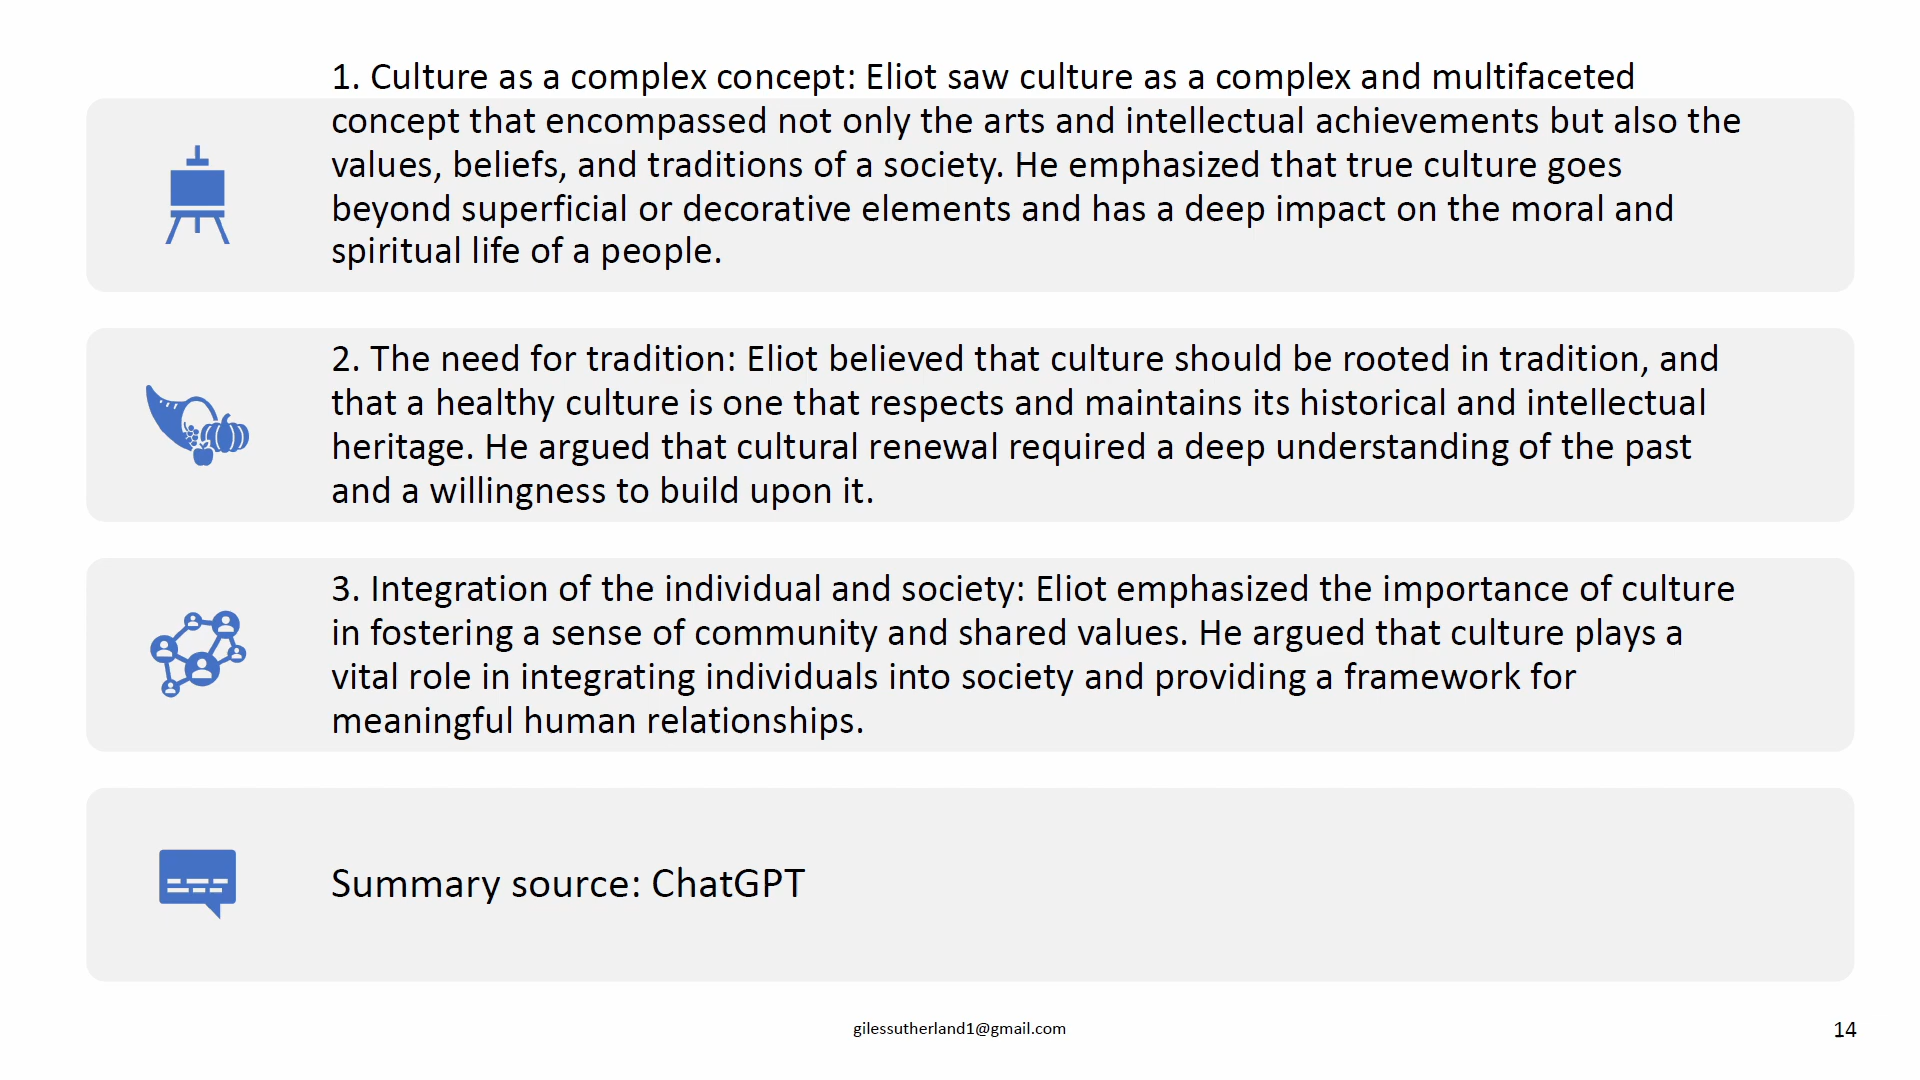 1. Culture as a complex concept: Eliot saw culture as a complex and multifaceted
concept that encompassed not only the arts and intellectual achievements but also the
values, beliefs, and traditions of a society. He emphasized that true culture goes
beyond superficial or decorative elements and has a deep impact on the moral and
spiritual life of a people.
2. The need for tradition: Eliot believed that culture should be rooted in tradition, and
that a healthy culture is one that respects and maintains its historical and intellectual
heritage. He argued that cultural renewal required a deep understanding of the past
and a willingness to build upon it.
3. Integration of the individual and society: Eliot emphasized the importance of culture
in fostering a sense of community and shared values. He argued that culture plays a
vital role in integrating individuals into society and providing a framework for
meaningful human relationships.
Summary source: ChatGPT
gilessutherland1@gmail.com
14